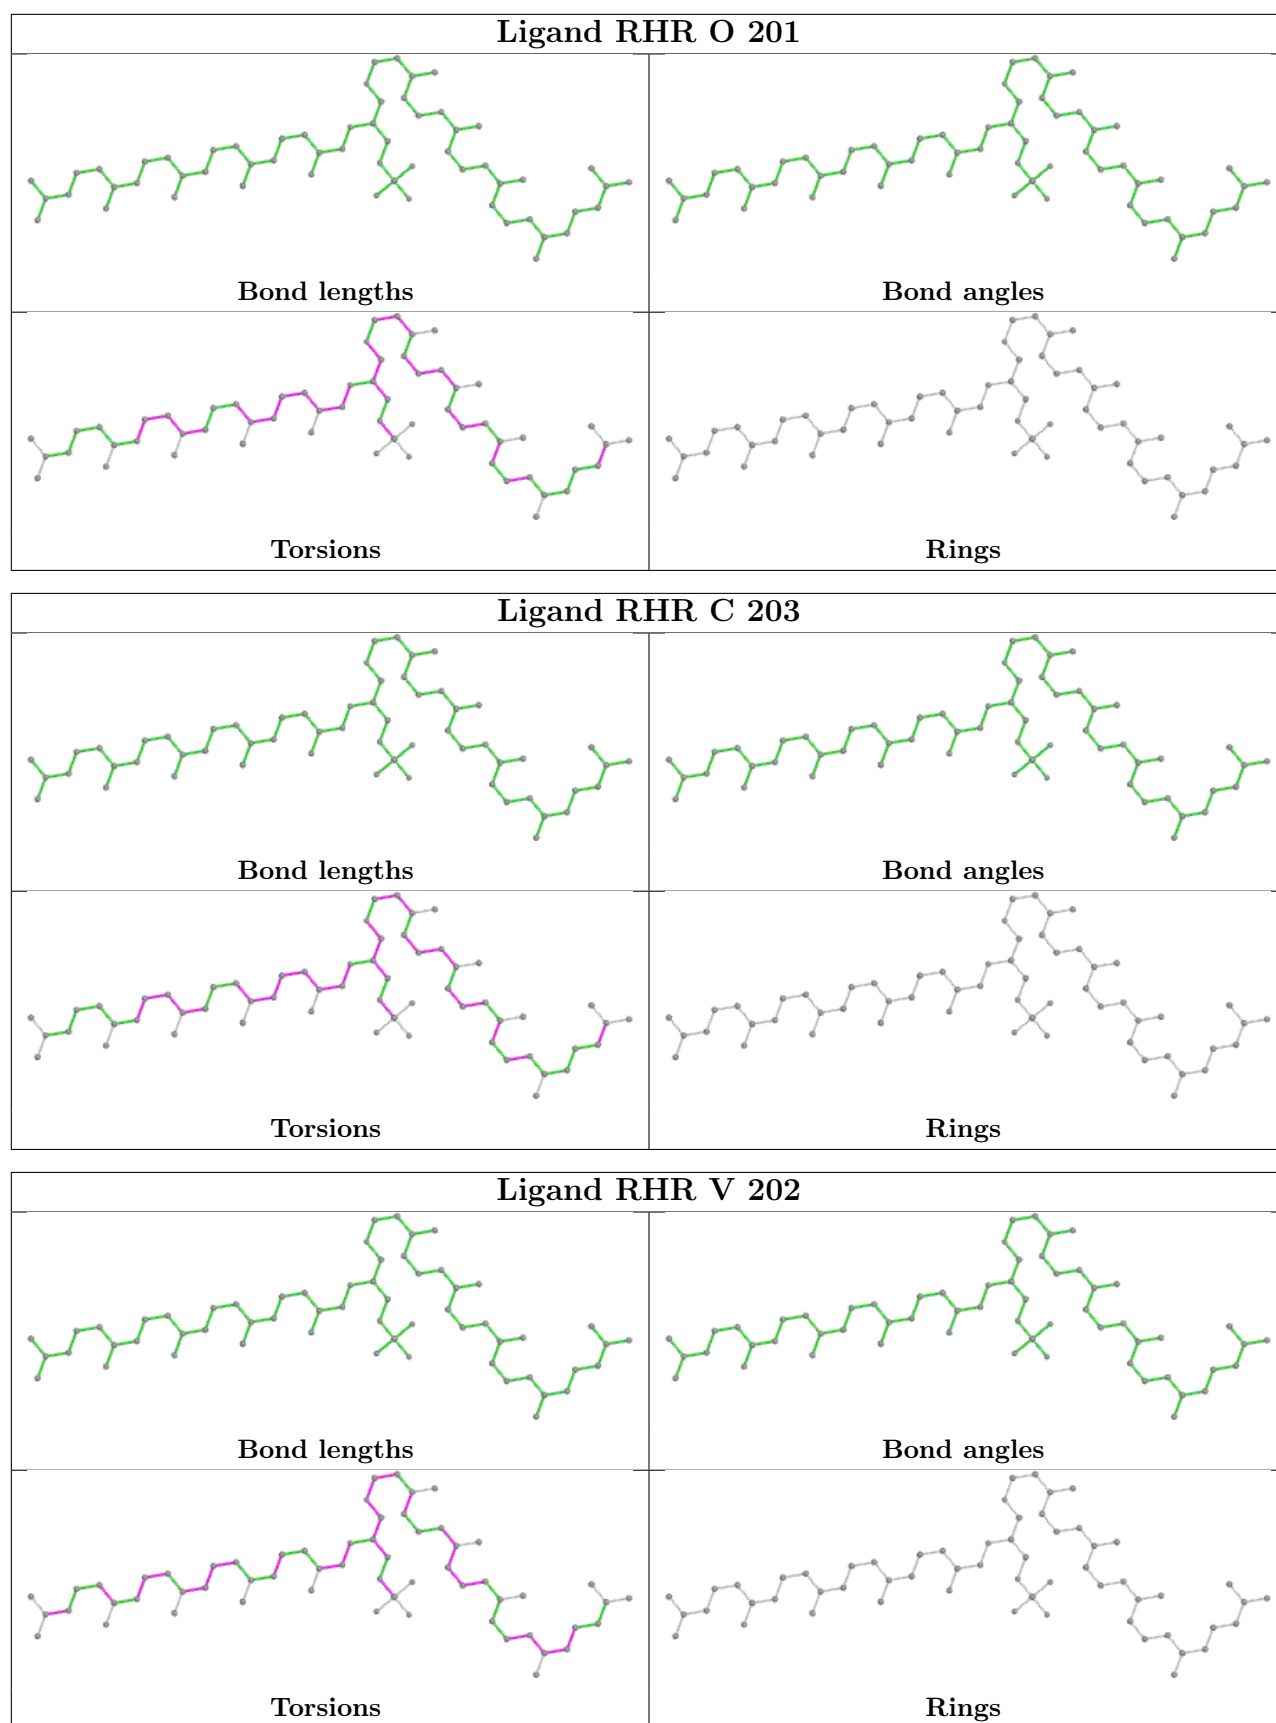 Ligand RHR O 201
Bond lengths
Bond angles
Torsions
Rings
Ligand RHR C 203
Bond lengths
Bond angles
Torsions
Rings
Ligand RHR V 202
Bond lengths
Bond angles
Torsions
Rings